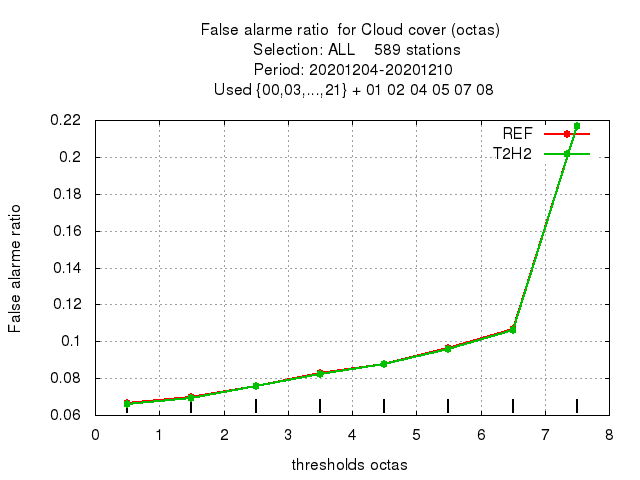 False alarme ratio  for Cloud cover (octas)
Selection: ALL    589 stations
Period: 20201204-20201210
Used {00,03,...,21} + 01 02 04 05 07 08
REF
T2H2
0.22
0.2
0.18
0.16
0.14
0.12
0.1
0.08
0.06
False alarme ratio
0 1 2 3 4 5 6 7 8
thresholds octas